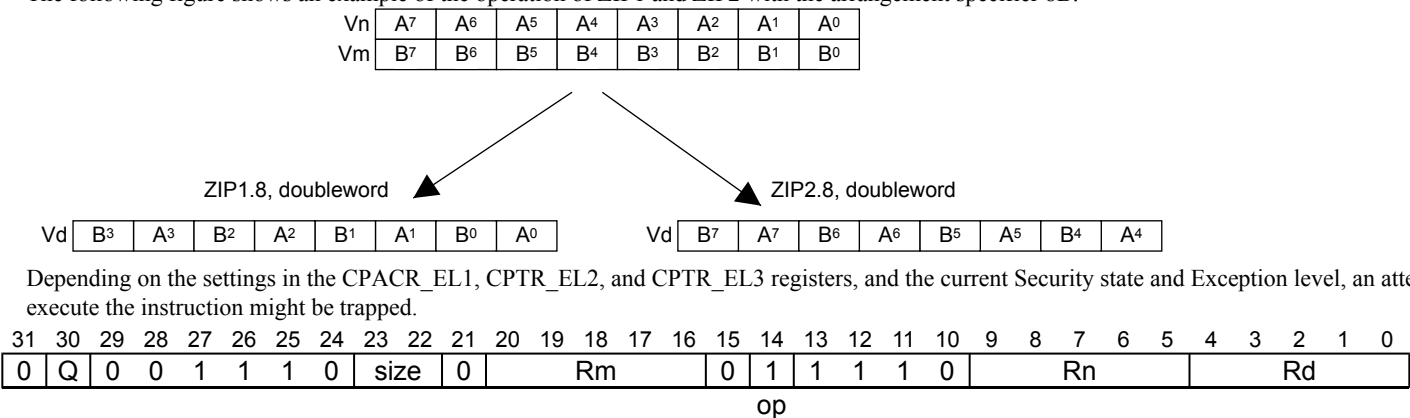 The following figure shows an example of the operation of ZIP1 and ZIP2 with the arrangement specifier 8B.
Vn A7 A6 A5 A4 A3 A2 A1 A0
Vm B7 B6 B5 B4 B3 B2 B1 B0
ZIP1.8, doubleword ZIP2.8, doubleword
Vd B3 A3 B2 A2 B1 A1 B0 A0 Vd B7 A7 B6 A6 B5 A5 B4 A4
Depending on the settings in the CPACR_EL1, CPTR_EL2, and CPTR_EL3 registers, and the current Security state and Exception level, an
execute the instruction might be trapped.
31 30 29 28 27 26 25 24 23 22 21 20 19 18 17 16 15 14 13 12 11 10 9 8 7 6 5 4 3 2 1 0
0 Q 0 0 1 1 1 0 size 0 Rm 0 1 1 1 1 0 Rn Rd
op